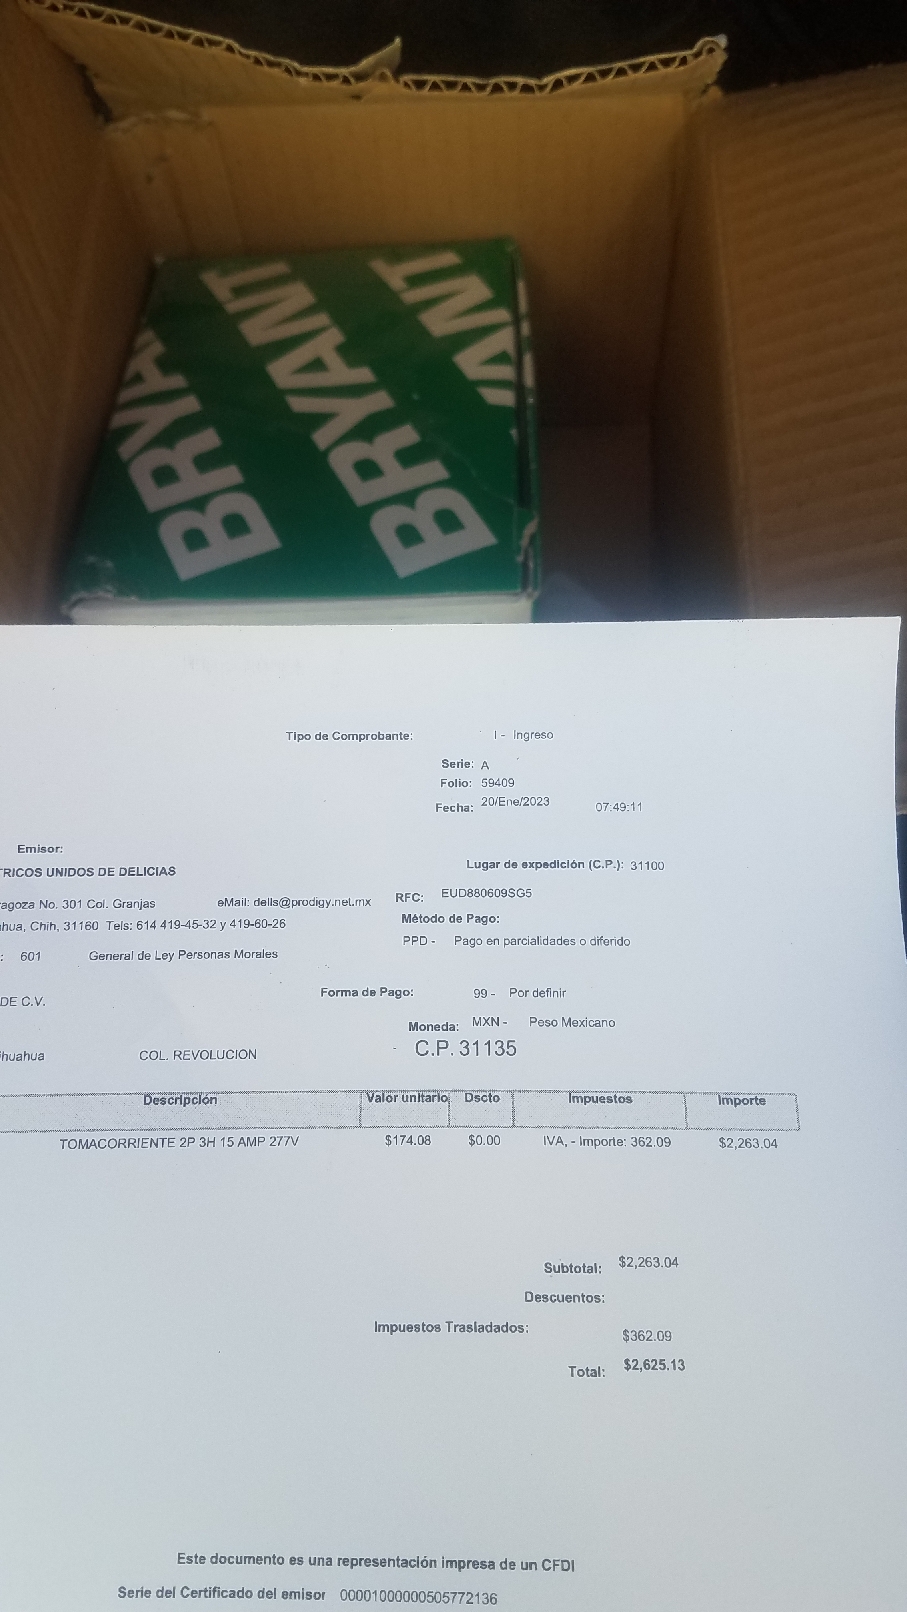 BRYANT
BRYANT
Tipo de Comprobante: I - Ingreso
Serie: A
Folio: 59409
Fecha: 20/Ene/2023 07:49:11
Emisor:
TRICOS UNIDOS DE DELICIAS
Lugar de expedición (C.P.): 31100
agoza No. 301 Col. Granjas eMail: dells@prodigy.net.mx RFC: EUD880609SG5
hua, Chih, 31160 Tels: 614 419-45-32 y 419-60-26
Método de Pago:
PPD - Pago en parcialidades o diferido
: 601 General de Ley Personas Morales
Forma de Pago: 99 - Por definir
DE C.V.
Moneda: MXN - Peso Mexicano
- C.P. 31135
ihuahua COL. REVOLUCION
Descripción Valor unitario Dscto Impuestos Importe
TOMACORRIENTE 2P 3H 15 AMP 277V $174.08 $0.00 IVA, - Importe: 362.09 $2,263.04
Subtotal: $2,263.04
Descuentos:
Impuestos Trasladados: $362.09
Total: $2,625.13
Este documento es una representación impresa de un CFDI
Serie del Certificado del emisor 00001000000505772136